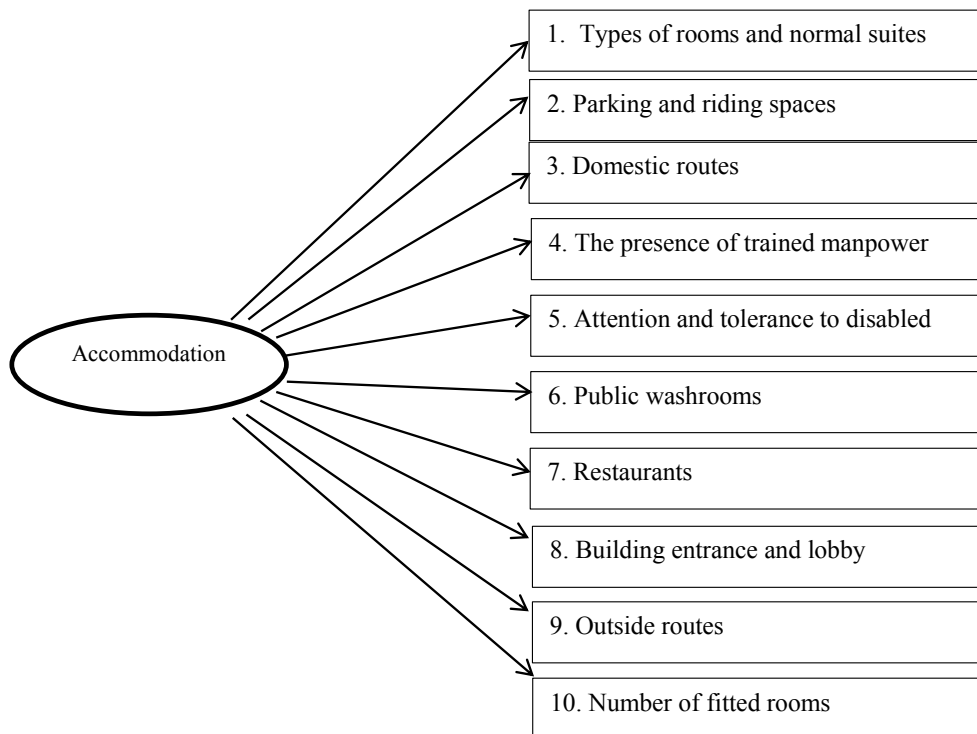 1. Types of rooms and normal suites
2. Parking and riding spaces
3. Domestic routes
4. The presence of trained manpower
5. Attention and tolerance to disabled
Accommodation
6. Public washrooms
7. Restaurants
8. Building entrance and lobby
9. Outside routes
10. Number of fitted rooms